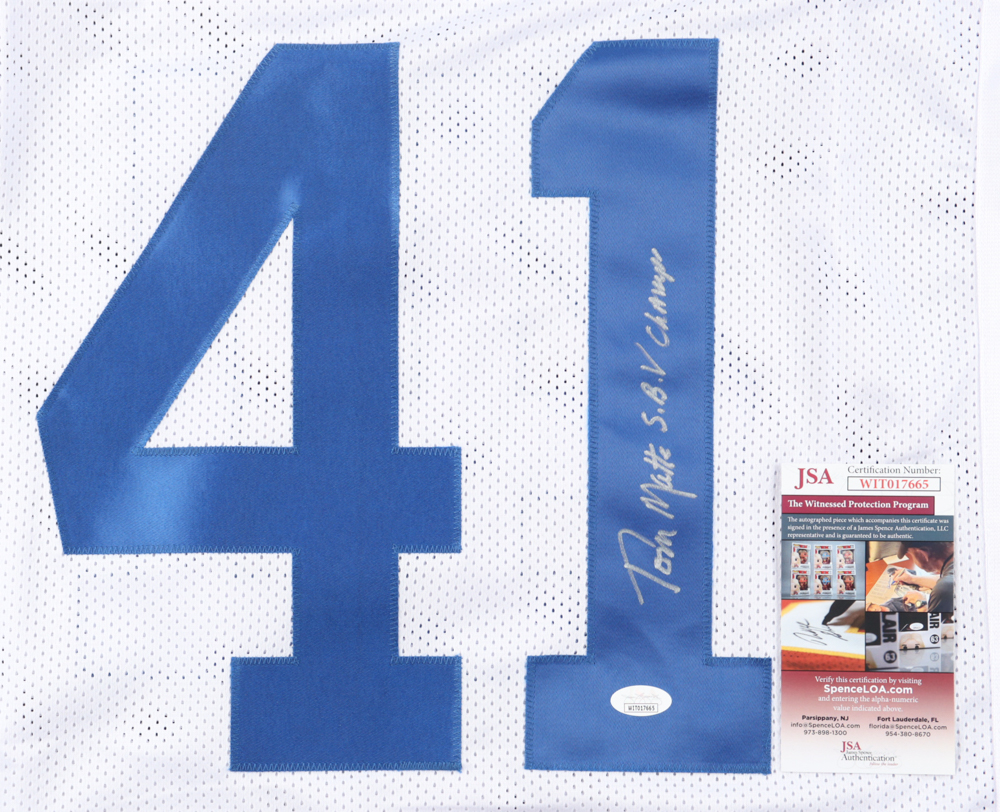 41
Tom Matte S.B.V Champs
WIT017665
JSA
Certification Number:
WIT017665
The Witnessed Protection Program
The autographed piece which accompanies this certificate was
signed in the presence of a James Spence Authentication, LLC
representative and is guaranteed to be authentic.
Verify this certification by visiting
SpenceLOA.com
and entering the alpha-numeric
value indicated above.
Parsippany, NJ
info@SpenceLOA.com
973-898-1300
Fort Lauderdale, FL
florida@SpenceLOA.com
954-380-8670
JSA
James Spence
Authentication